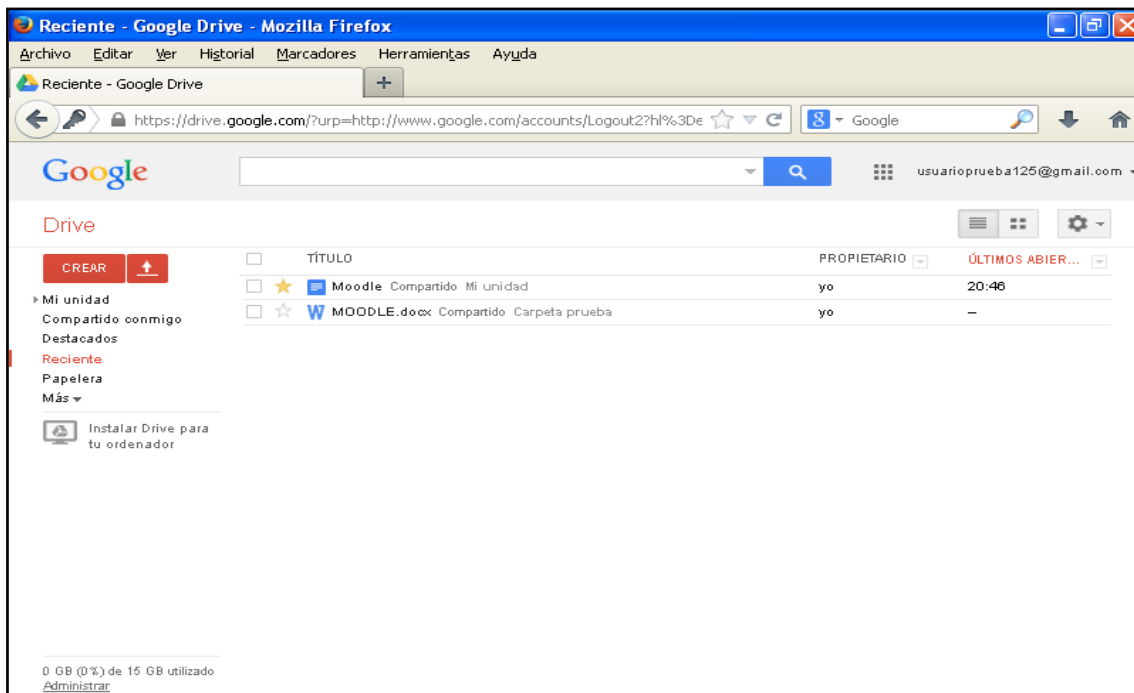 Reciente - Google Drive - Mozilla Firefox
Archivo Editar Ver Historial Marcadores Herramientas Ayuda
Reciente - Google Drive
https://drive.google.com/?urp=http://www.google.com/accounts/Logout2?hl%3De 8 Google
Google usuarioprueba125@gmail.com
Drive
CREAR TÍTULO PROPIETARIO ÚLTIMOS ABIER...
Mi unidad Moodle Compartido Mi unidad yo 20:46
Compartido conmigo W MOODLE.docx Compartido Carpeta prueba yo –
Destacados
Reciente
Papelera
Más
Instalar Drive para
tu ordenador
0 GB (0%) de 15 GB utilizado
Administrar